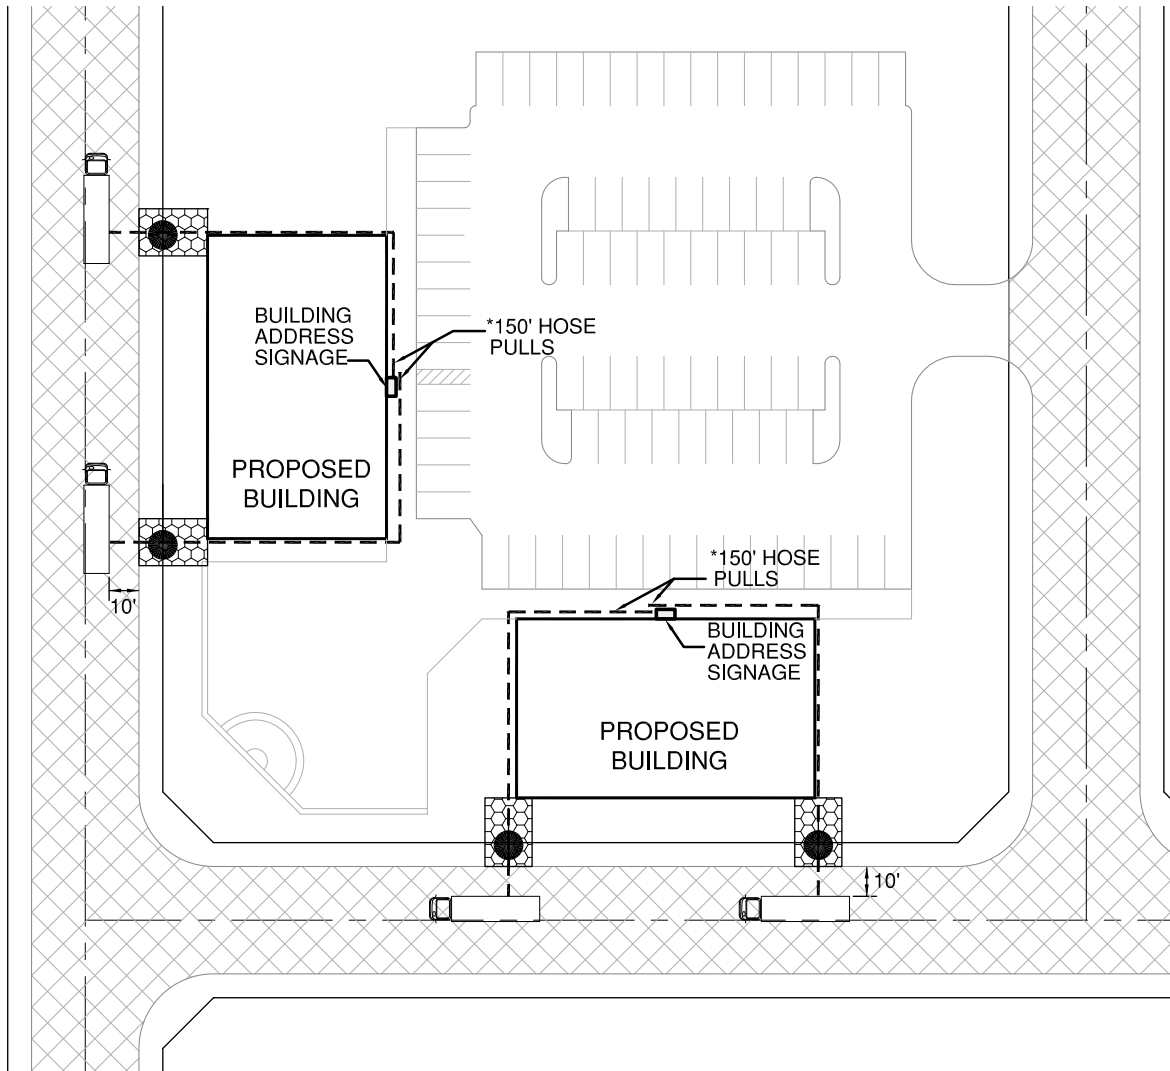 BUILDING
ADDRESS
SIGNAGE
*150' HOSE
PULLS
PROPOSED
BUILDING
*150' HOSE
PULLS
10'
BUILDING
ADDRESS
SIGNAGE
PROPOSED
BUILDING
10'